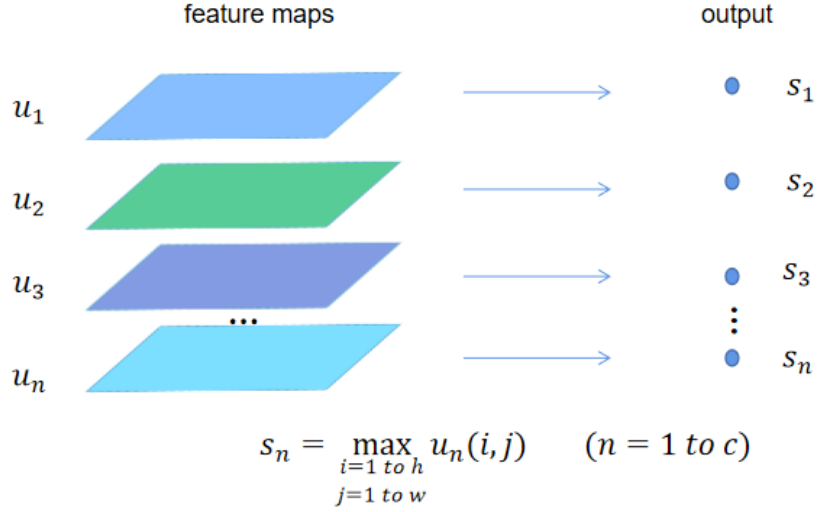 feature maps output
u₁ s₁
u₂ s₂
u₃ s₃
... ⋮
uₙ sₙ
sₙ = max uₙ(i,j) (n = 1 to c)
i=1 to h
j=1 to w